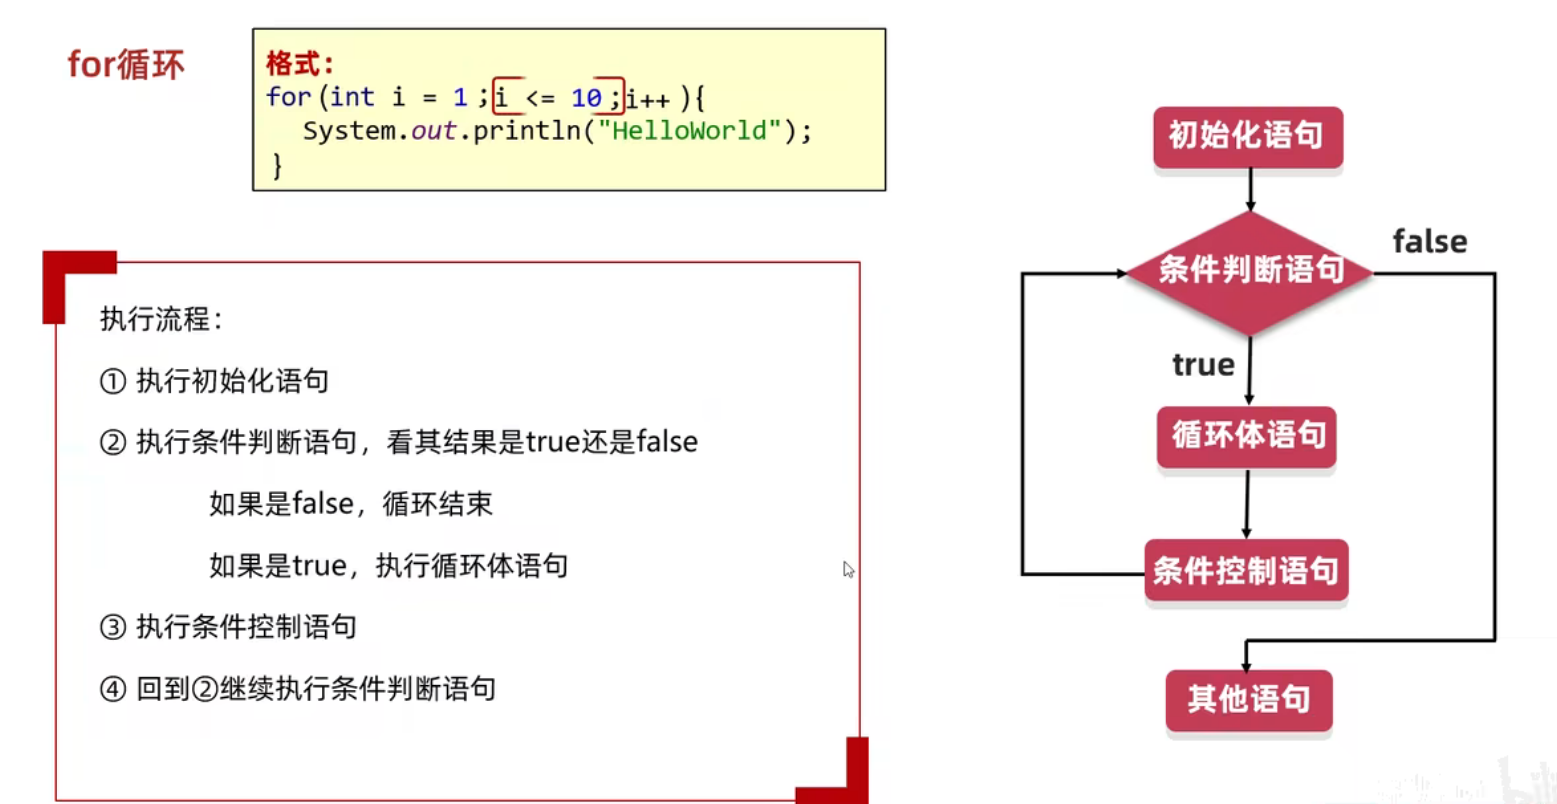 for循环
格式：
for(int i = 1;i <= 10;i++){
System.out.println("HelloWorld");
}
执行流程：
① 执行初始化语句
② 执行条件判断语句，看其结果是true还是false
如果是false，循环结束
如果是true，执行循环体语句
③ 执行条件控制语句
④ 回到②继续执行条件判断语句
初始化语句
条件判断语句
false
true
循环体语句
条件控制语句
其他语句